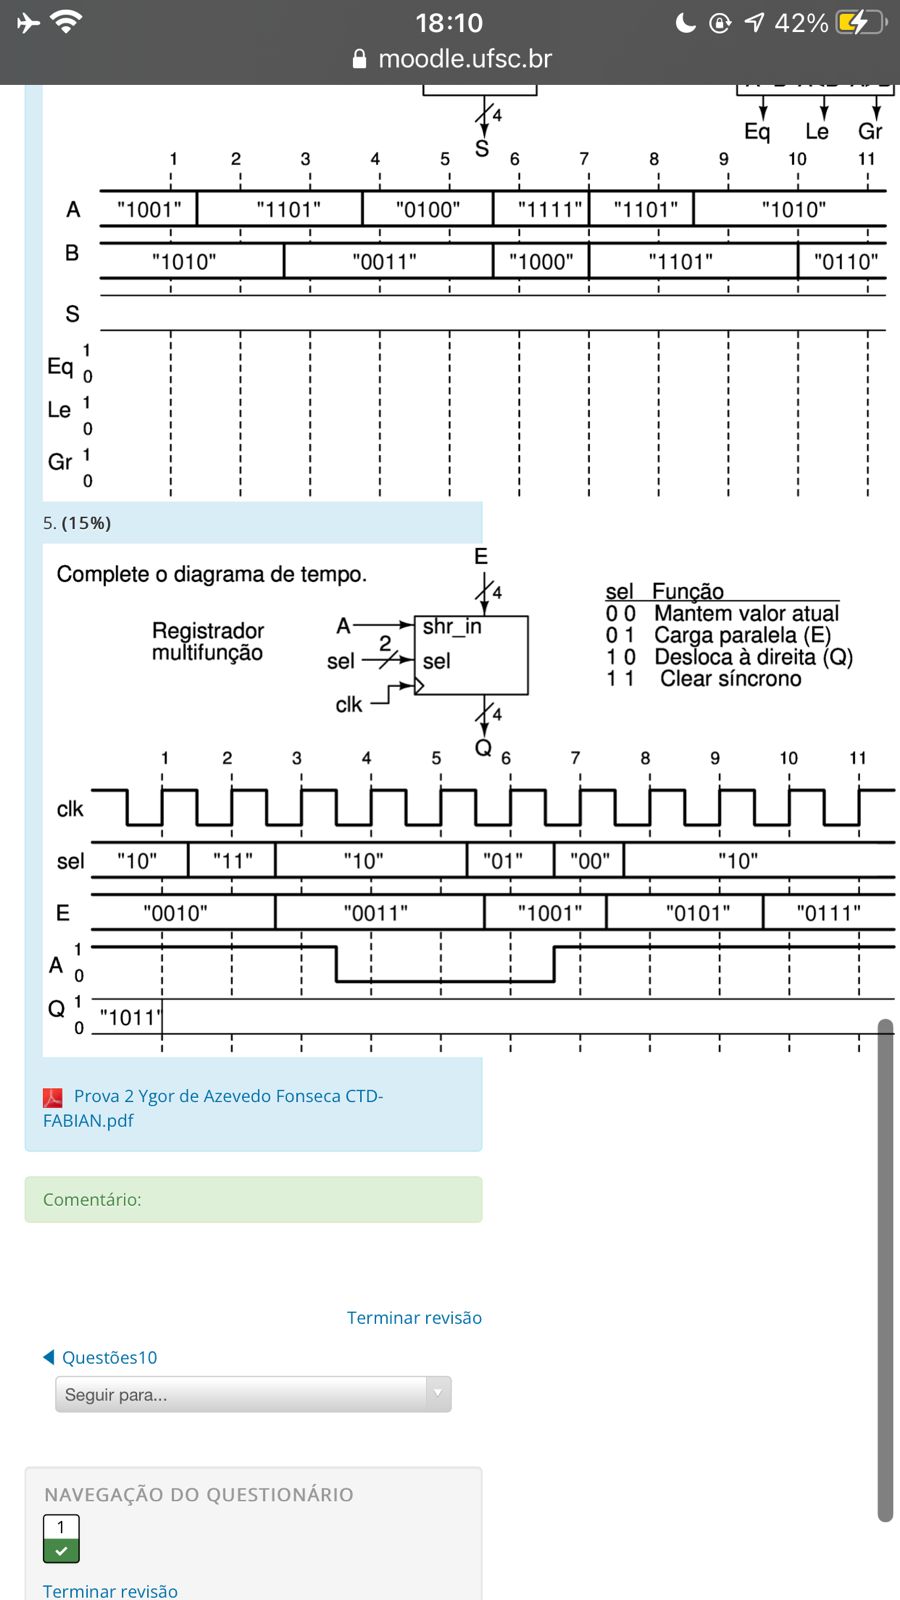 18:10
42%
moodle.ufsc.br
4
S
Eq Le Gr
1 2 3 4 5 6 7 8 9 10 11
A "1001" "1101" "0100" "1111" "1101" "1010"
B "1010" "0011" "1000" "1101" "0110"
S
Eq 1 0
Le 1 0
Gr 1 0
5. (15%)
Complete o diagrama de tempo.
E
4
Registrador
multifunção
A shr_in
2
sel sel
clk
4
Q
sel Função
0 0 Mantem valor atual
0 1 Carga paralela (E)
1 0 Desloca à direita (Q)
1 1 Clear síncrono
1 2 3 4 5 6 7 8 9 10 11
clk
sel "10" "11" "10" "01" "00" "10"
E "0010" "0011" "1001" "0101" "0111"
A 1 0
Q 1 0 "1011"
Prova 2 Ygor de Azevedo Fonseca CTD-
FABIAN.pdf
Comentário:
Terminar revisão
Questões10
Seguir para...
NAVEGAÇÃO DO QUESTIONÁRIO
1
Terminar revisão